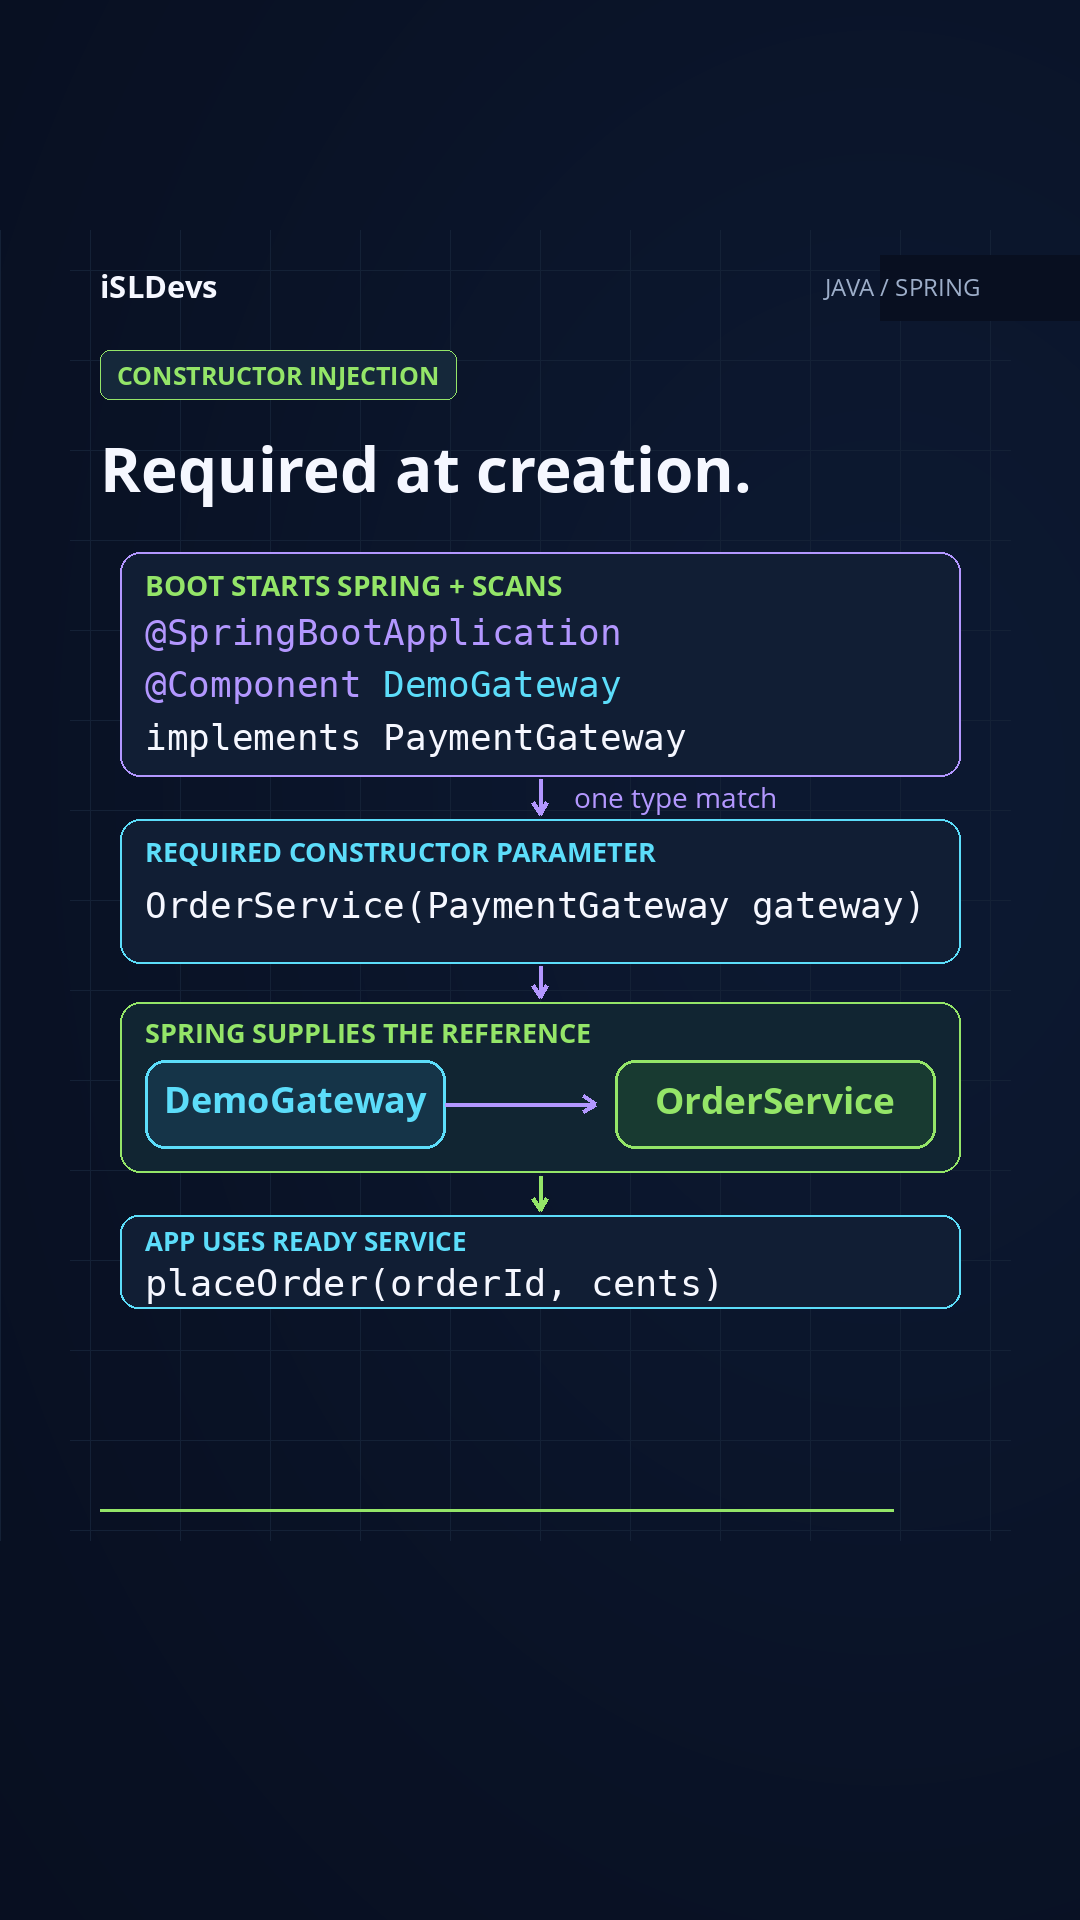 iSLDevs
JAVA / SPRING
CONSTRUCTOR INJECTION
Required at creation.
BOOT STARTS SPRING + SCANS
@SpringBootApplication
@Component DemoGateway
implements PaymentGateway
one type match
REQUIRED CONSTRUCTOR PARAMETER
OrderService(PaymentGateway gateway)
SPRING SUPPLIES THE REFERENCE
DemoGateway
OrderService
APP USES READY SERVICE
placeOrder(orderId, cents)